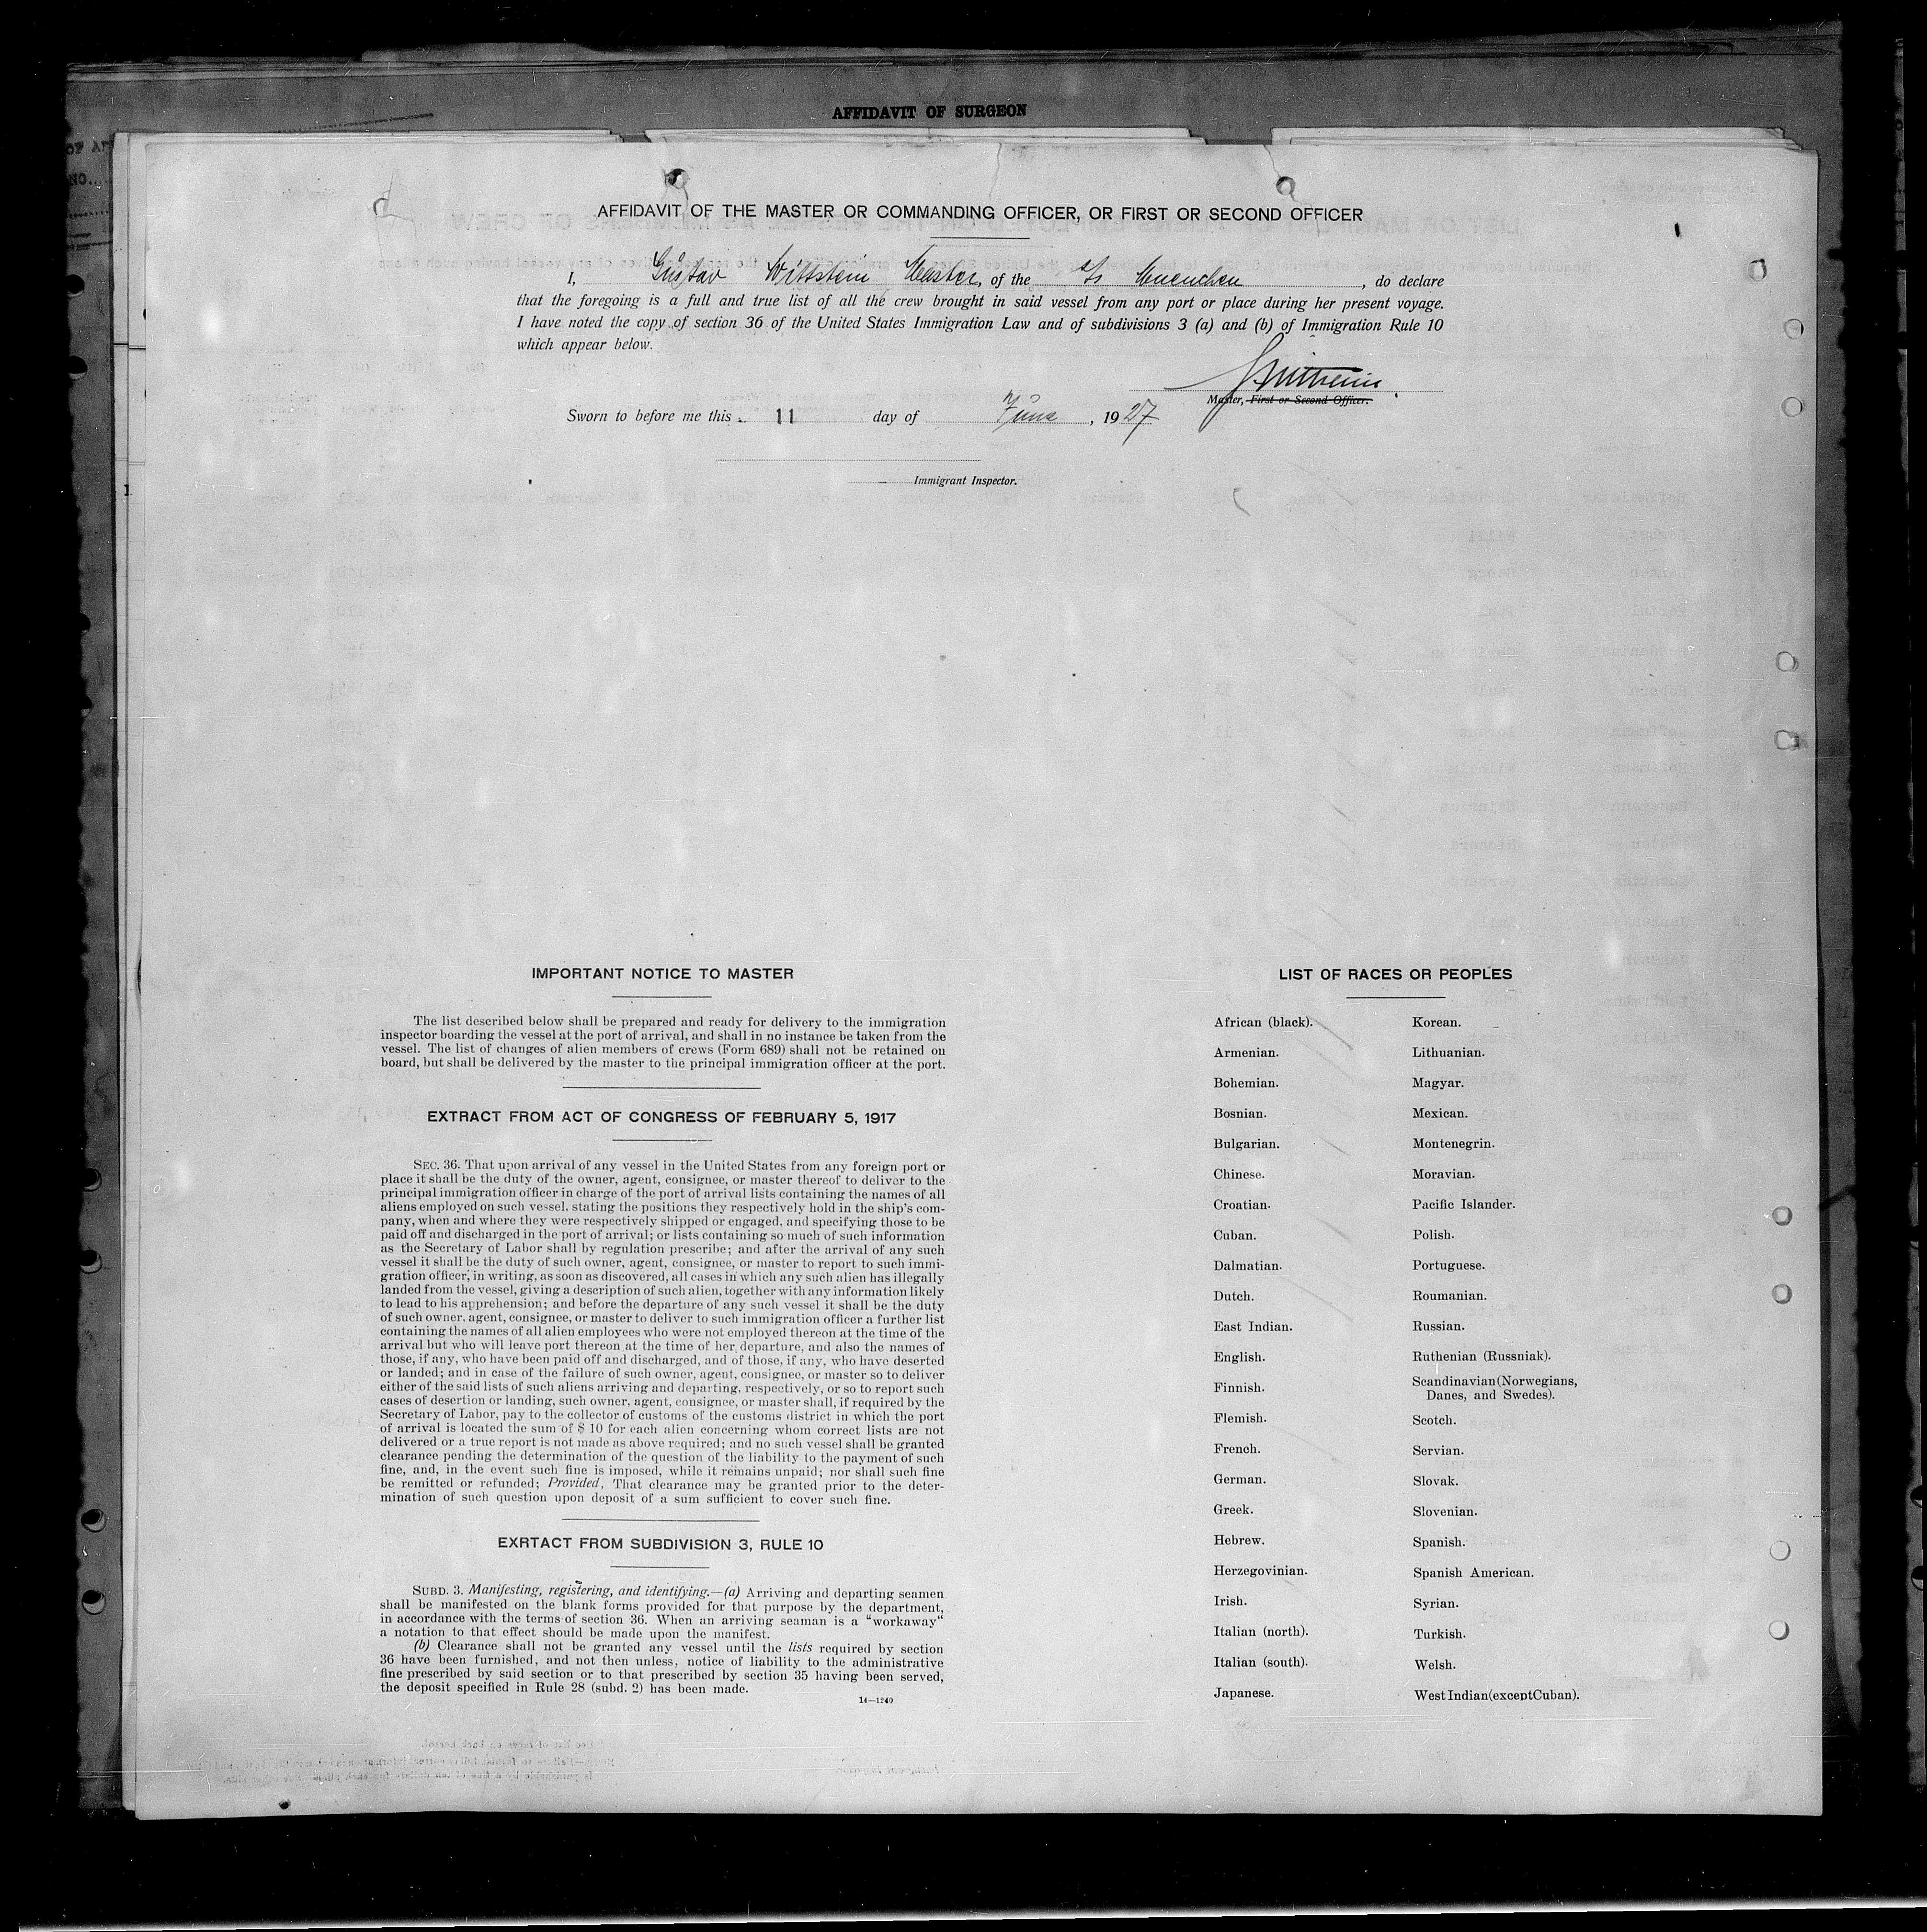 AFFIDAVIT OF SURGEON
AFFIDAVIT OF THE MASTER OR COMMANDING OFFICER, OR FIRST OR SECOND OFFICER
I, Gustav Wittstein Master, of the s/s Muenchen, do declare
that the foregoing is a full and true list of all the crew brought in said vessel from any port or place during her present voyage.
I have noted the copy of section 36 of the United States Immigration Law and of subdivisions 3 (a) and (b) of Immigration Rule 10
which appear below.
Master, First or Second Officer.
Sworn to before me this 11 day of June, 1927
Immigrant Inspector.
IMPORTANT NOTICE TO MASTER
The list described below shall be prepared and ready for delivery to the immigration
inspector boarding the vessel at the port of arrival, and shall in no instance be taken from the
vessel. The list of changes of alien members of crews (Form 689) shall not be retained on
board, but shall be delivered by the master to the principal immigration officer at the port.
EXTRACT FROM ACT OF CONGRESS OF FEBRUARY 5, 1917
SEC. 36. That upon arrival of any vessel in the United States from any foreign port or
place it shall be the duty of the owner, agent, consignee, or master thereof to deliver to the
principal immigration officer in charge of the port of arrival lists containing the names of all
aliens employed on such vessel, stating the positions they respectively hold in the ship's com-
pany, when and where they were respectively shipped or engaged, and specifying those to be
paid off and discharged in the port of arrival; or lists containing so much of such information
as the Secretary of Labor shall by regulation prescribe; and after the arrival of any such
vessel it shall be the duty of such owner, agent, consignee, or master to report to such immi-
gration officer, in writing, as soon as discovered, all cases in which any such alien has illegally
landed from the vessel, giving a description of such alien, together with any information likely
to lead to his apprehension; and before the departure of any such vessel it shall be the duty
of such owner, agent, consignee, or master to deliver to such immigration officer a further list
containing the names of all alien employees who were not employed thereon at the time of the
arrival but who will leave port thereon at the time of her departure, and also the names of
those, if any, who have been paid off and discharged, and of those, if any, who have deserted
or landed; and in case of the failure of such owner, agent, consignee, or master so to deliver
either of the said lists of such aliens arriving and departing, respectively, or so to report such
cases of desertion or landing, such owner, agent, consignee, or master shall, if required by the
Secretary of Labor, pay to the collector of customs of the customs district in which the port
of arrival is located the sum of $ 10 for each alien concerning whom correct lists are not
delivered or a true report is not made as above required; and no such vessel shall be granted
clearance pending the determination of the question of the liability to the payment of such
fine, and, in the event such fine is imposed, while it remains unpaid; nor shall such fine
be remitted or refunded; Provided, That clearance may be granted prior to the deter-
mination of such question upon deposit of a sum sufficient to cover such fine.
EXRTACT FROM SUBDIVISION 3, RULE 10
SUBD. 3. Manifesting, registering, and identifying.—(a) Arriving and departing seamen
shall be manifested on the blank forms provided for that purpose by the department,
in accordance with the terms of section 36. When an arriving seaman is a "workaway"
a notation to that effect should be made upon the manifest.
(b) Clearance shall not be granted any vessel until the lists required by section
36 have been furnished, and not then unless, notice of liability to the administrative
fine prescribed by said section or to that prescribed by section 35 having been served,
the deposit specified in Rule 28 (subd. 2) has been made.
14—1240
LIST OF RACES OR PEOPLES
African (black).
Armenian.
Bohemian.
Bosnian.
Bulgarian.
Chinese.
Croatian.
Cuban.
Dalmatian.
Dutch.
East Indian.
English.
Finnish.
Flemish.
French.
German.
Greek.
Hebrew.
Herzegovinian.
Irish.
Italian (north).
Italian (south).
Japanese.
Korean.
Lithuanian.
Magyar.
Mexican.
Montenegrin.
Moravian.
Pacific Islander.
Polish.
Portuguese.
Roumanian.
Russian.
Ruthenian (Russniak).
Scandinavian (Norwegians,
Danes, and Swedes).
Scotch.
Servian.
Slovak.
Slovenian.
Spanish.
Spanish American.
Syrian.
Turkish.
Welsh.
West Indian (except Cuban).